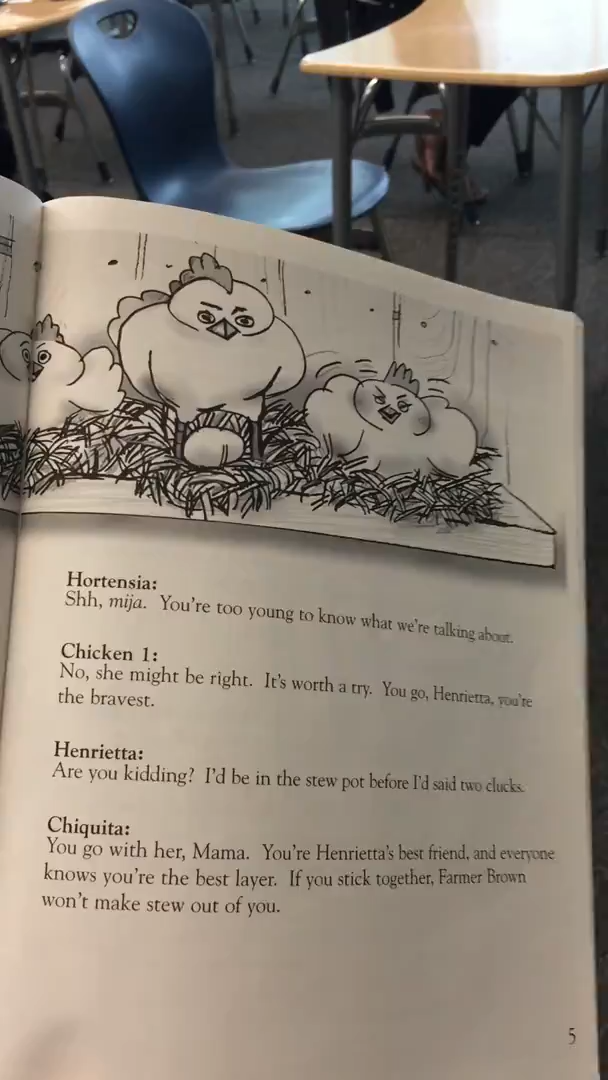 Hortensia:
Shh, mija. You're too young to know what we're talking about.
Chicken 1:
No, she might be right. It's worth a try. You go, Henrietta, you're
the bravest.
Henrietta:
Are you kidding? I'd be in the stew pot before I'd said two clucks.
Chiquita:
You go with her, Mama. You're Henrietta's best friend, and everyone
knows you're the best layer. If you stick together, Farmer Brown
won't make stew out of you.
5